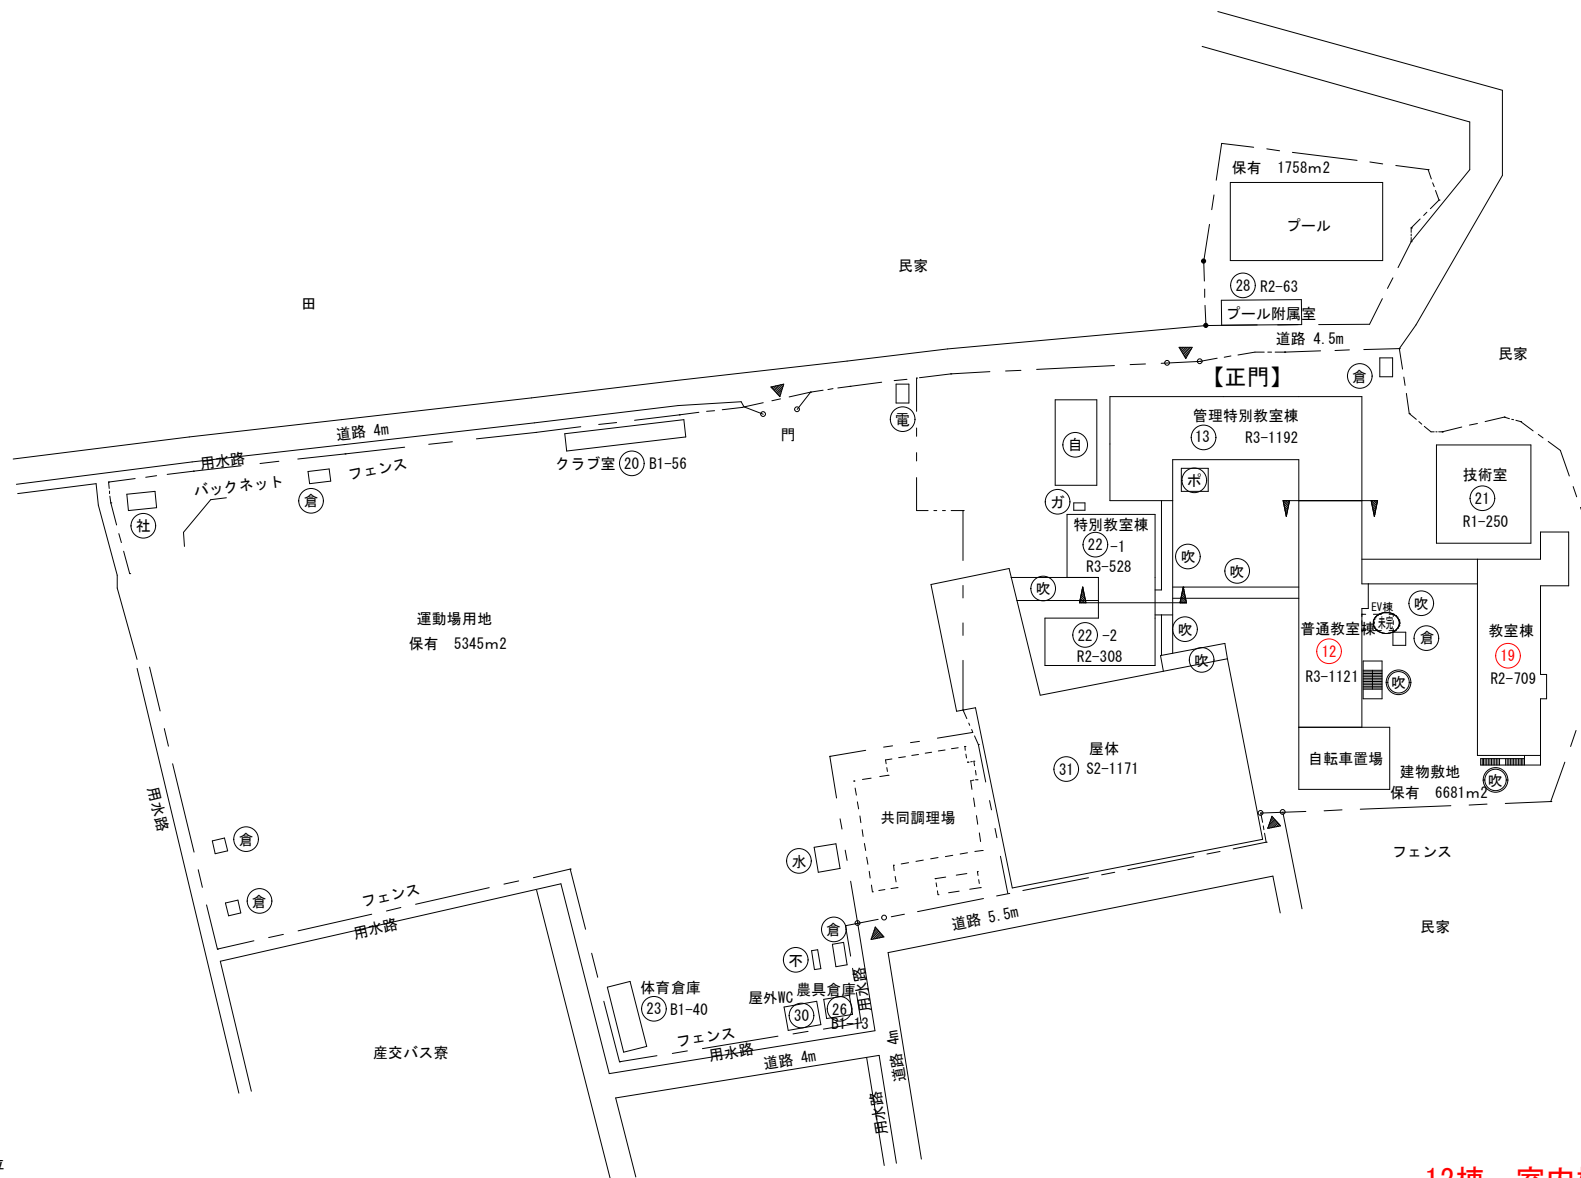 保有 1758m2
プール
民家
田
28 R2-63
プール附属室
道路 4.5m
民家
【正門】
倉
電
管理特別教室棟
13 R3-1192
自
道路 4m
門
用水路
フェンス
クラブ室 20 B1-56
バックネット
倉
社
ポ
技術室
21
R1-250
ガ
特別教室棟
22 -1
R3-528
吹
吹
吹
運動場用地
保有 5345m2
22 -2
R2-308
吹
吹
EV棟
未完
吹
倉
普通教室棟
12
R3-1121
吹
教室棟
19
R2-709
屋体
31 S2-1171
自転車置場
建物敷地
保有 6681m2
吹
用水路
共同調理場
倉
水
フェンス
倉
フェンス
用水路
道路 5.5m
民家
倉
不
用水路
体育倉庫
23 B1-40
屋外WC
30
農具倉庫
26
B1-13
フェンス
用水路
道路 4m
道路 4m
用水路
産交バス寮